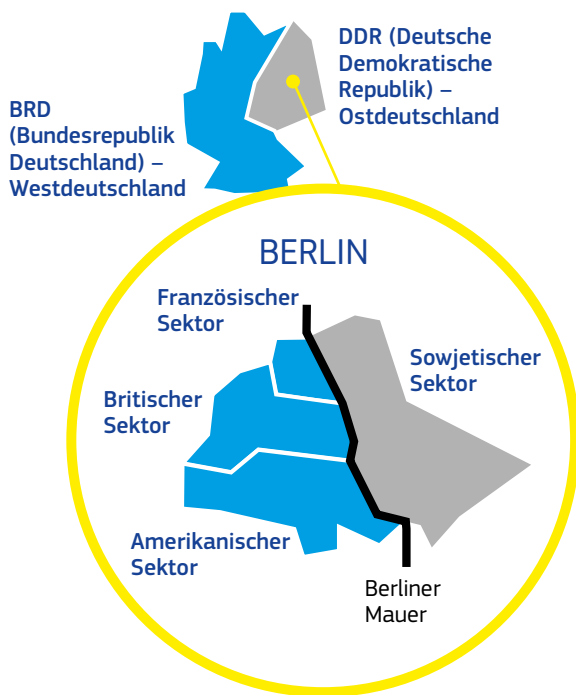 DDR (Deutsche
Demokratische
Republik) –
Ostdeutschland
BRD
(Bundesrepublik
Deutschland) –
Westdeutschland
BERLIN
Französischer
Sektor
Sowjetischer
Sektor
Britischer
Sektor
Amerikanischer
Sektor
Berliner
Mauer